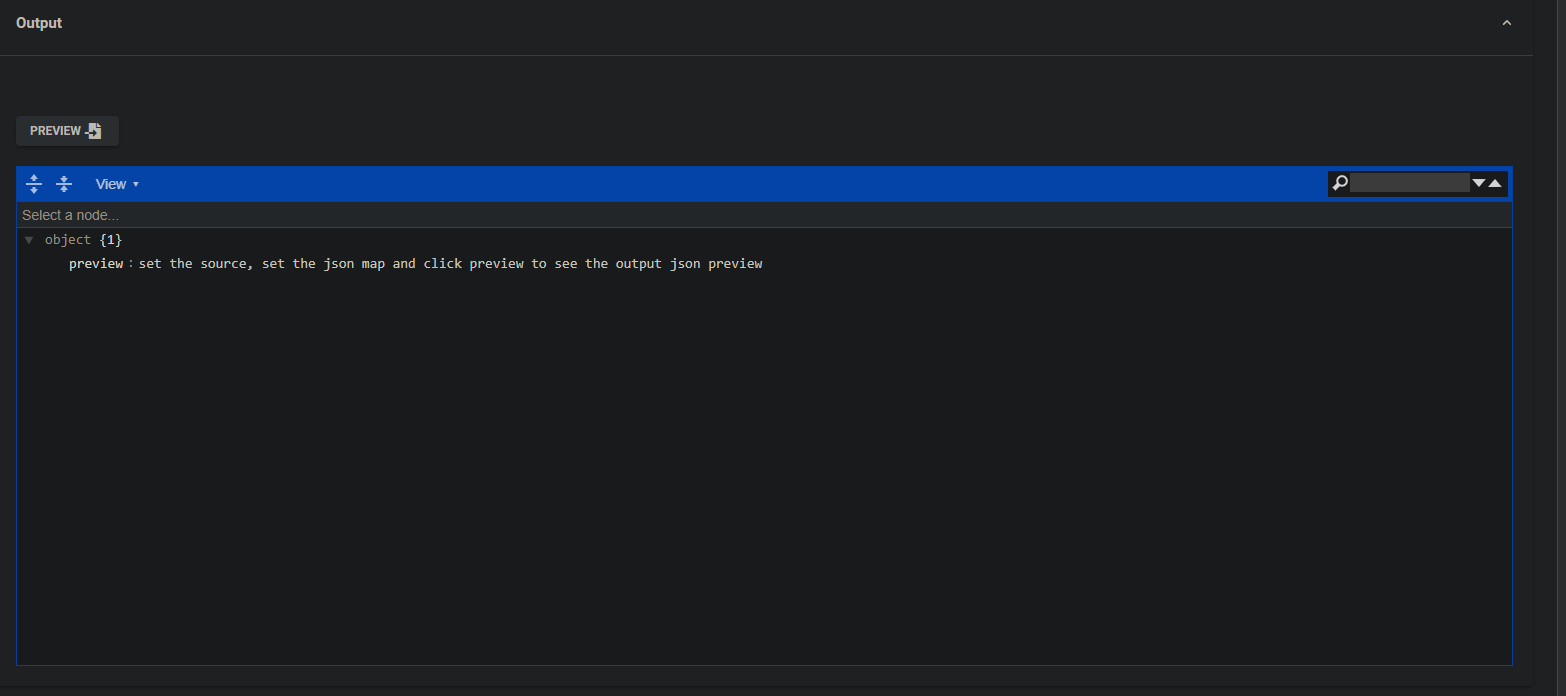 Output
PREVIEW
View
Select a node...
object {1}
preview : set the source, set the json map and click preview to see the output json preview